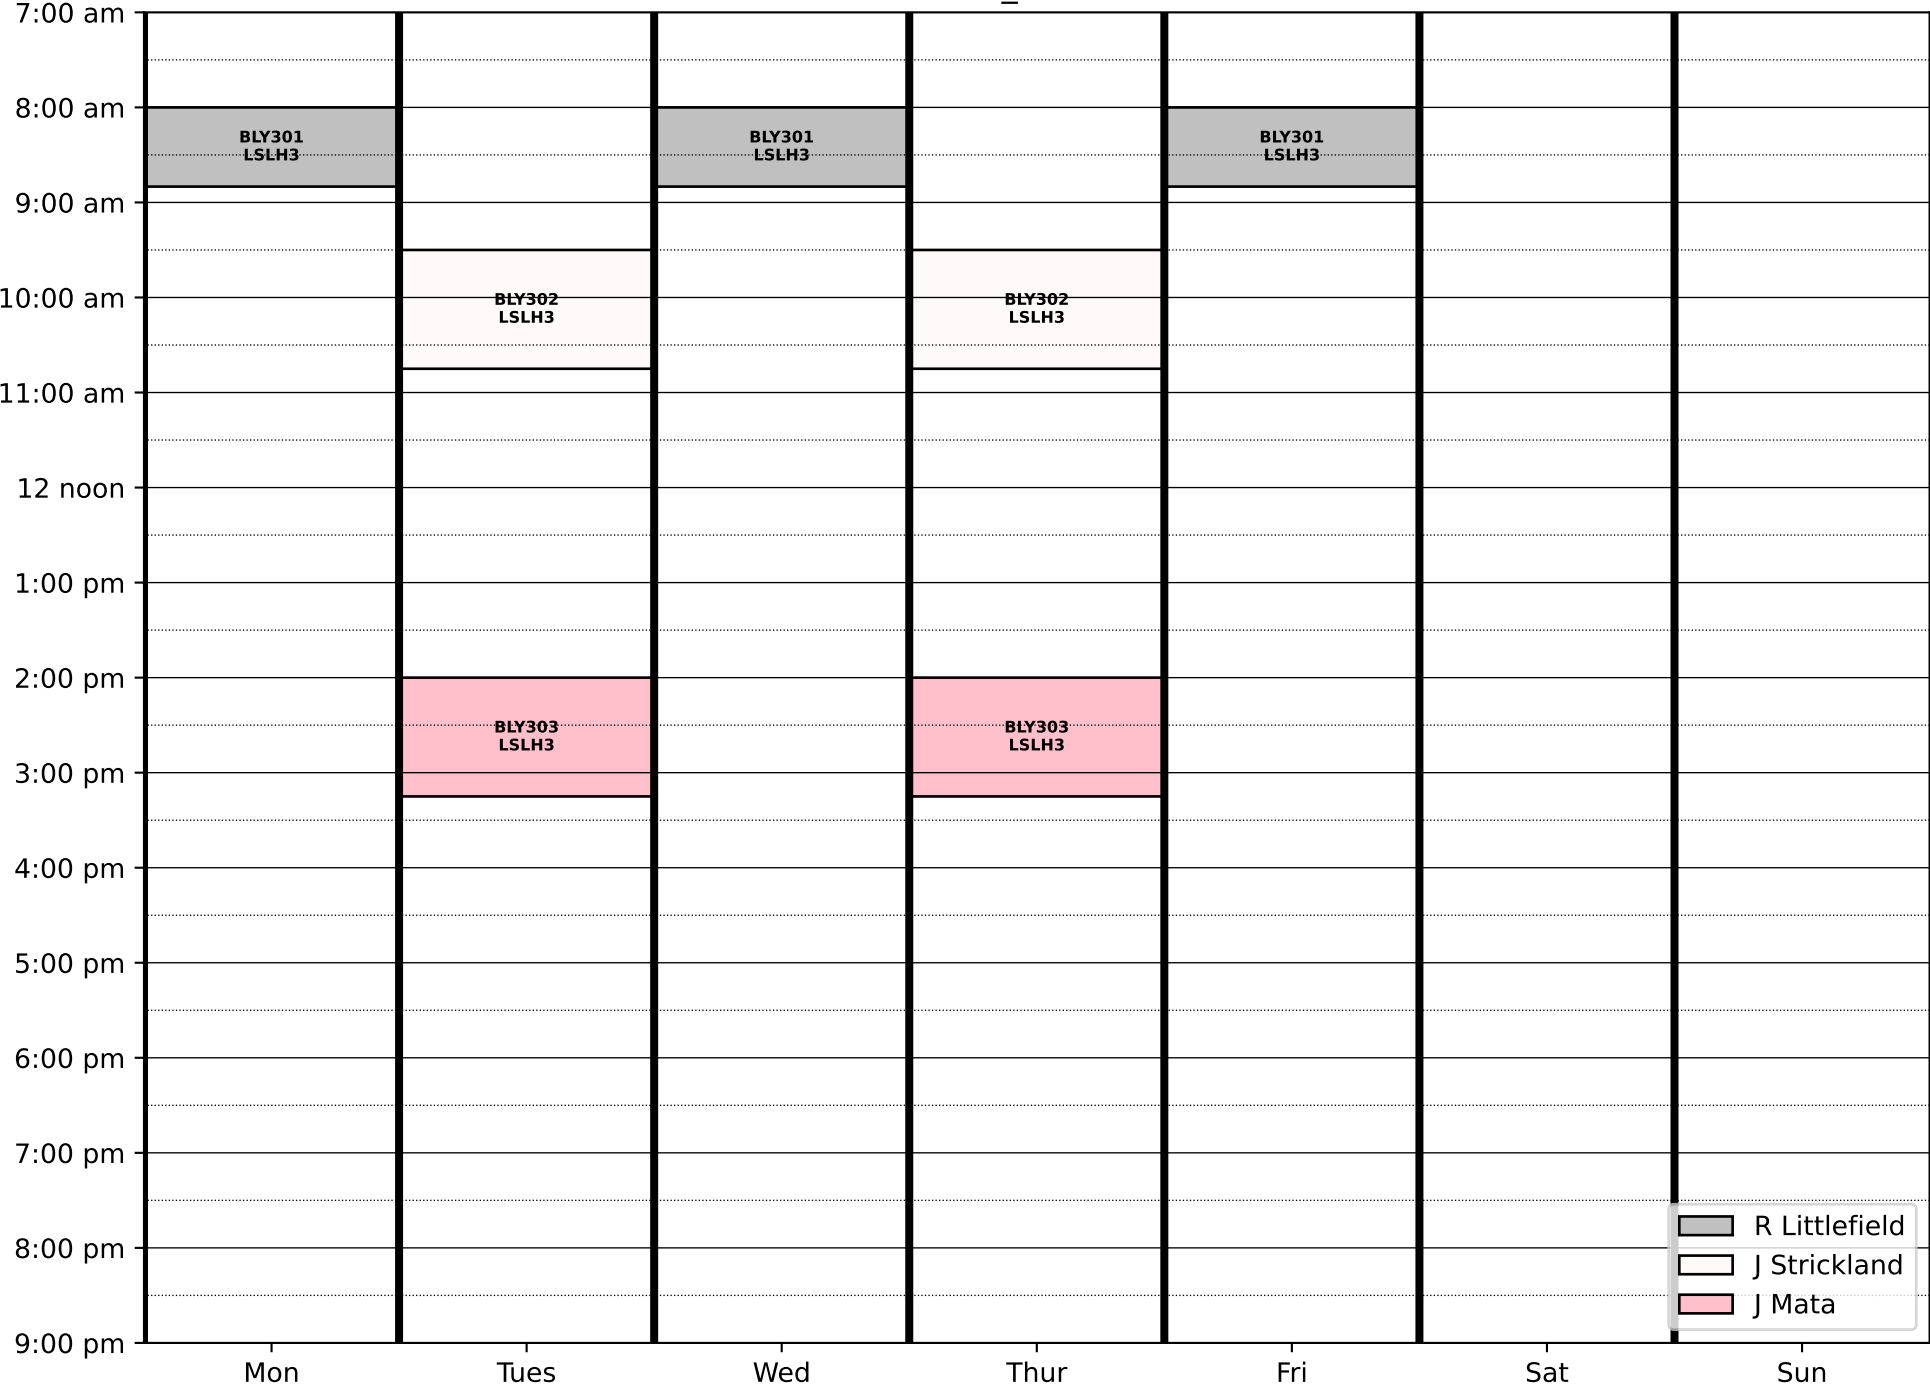 7:00 am
8:00 am
BLY301
LSLH3
BLY301
LSLH3
BLY301
LSLH3
9:00 am
10:00 am
BLY302
LSLH3
BLY302
LSLH3
11:00 am
12 noon
1:00 pm
2:00 pm
BLY303
LSLH3
BLY303
LSLH3
3:00 pm
4:00 pm
5:00 pm
6:00 pm
7:00 pm
8:00 pm
9:00 pm
R Littlefield
J Strickland
J Mata
Mon Tues Wed Thur Fri Sat Sun